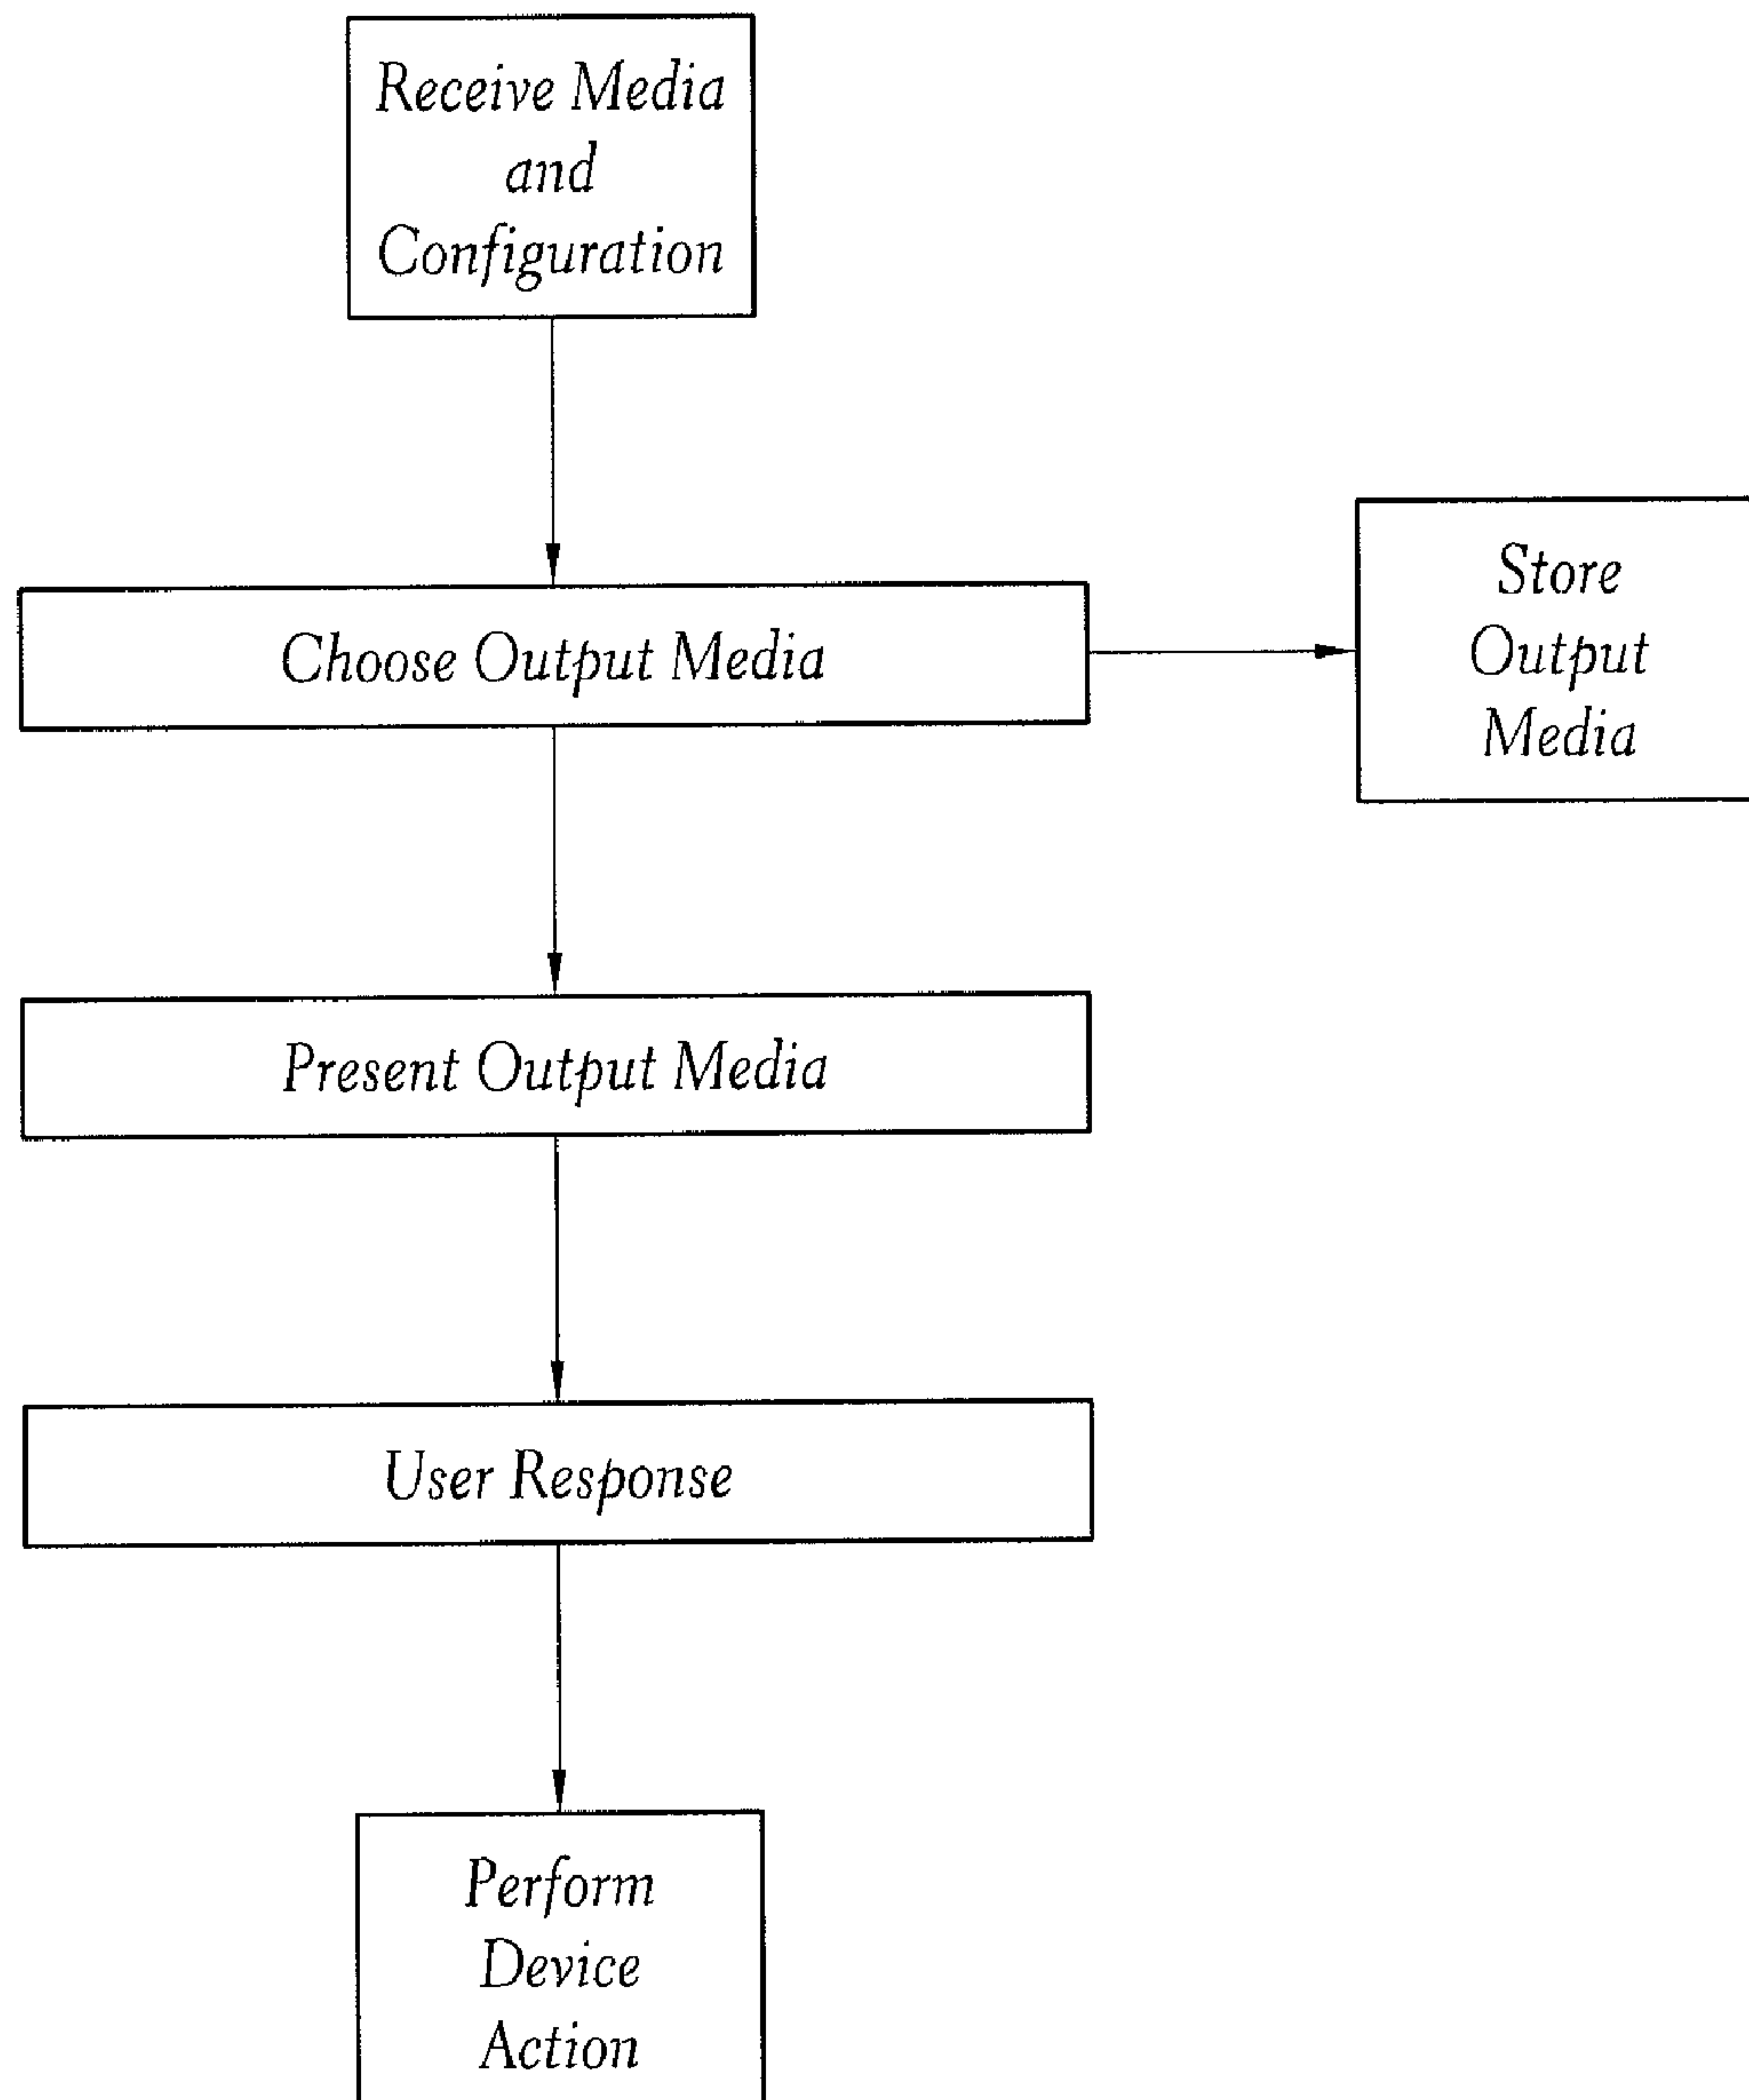 Receive Media
and
Configuration
Choose Output Media
Store
Output
Media
Present Output Media
User Response
Perform
Device
Action